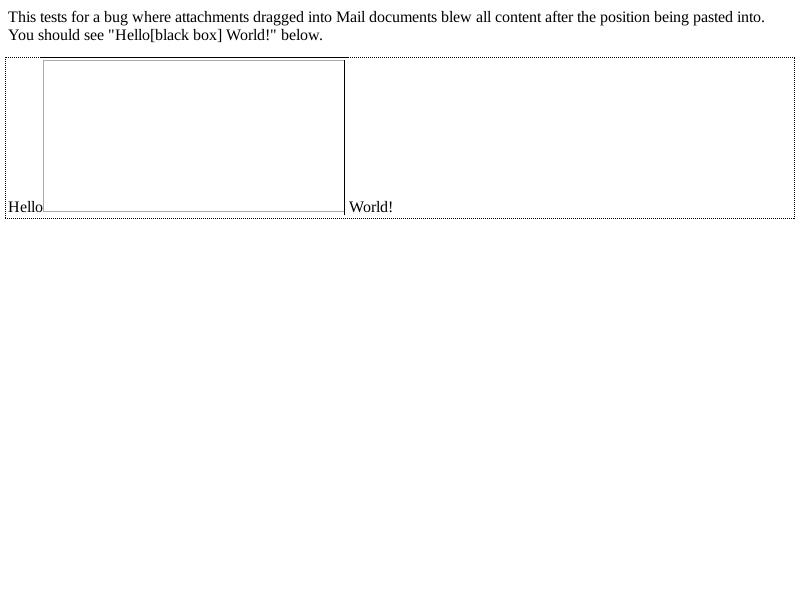 This tests for a bug where attachments dragged into Mail documents blew all content after the position being pasted into.
You should see "Hello[black box] World!" below.
Hello World!